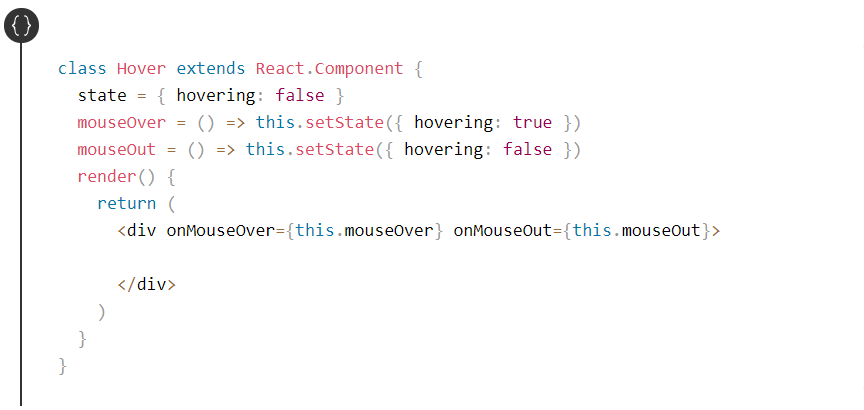 {}
class Hover extends React.Component {
state = { hovering: false }
mouseOver = () => this.setState({ hovering: true })
mouseOut = () => this.setState({ hovering: false })
render() {
return (
<div onMouseOver={this.mouseOver} onMouseOut={this.mouseOut}>
</div>
)
}
}